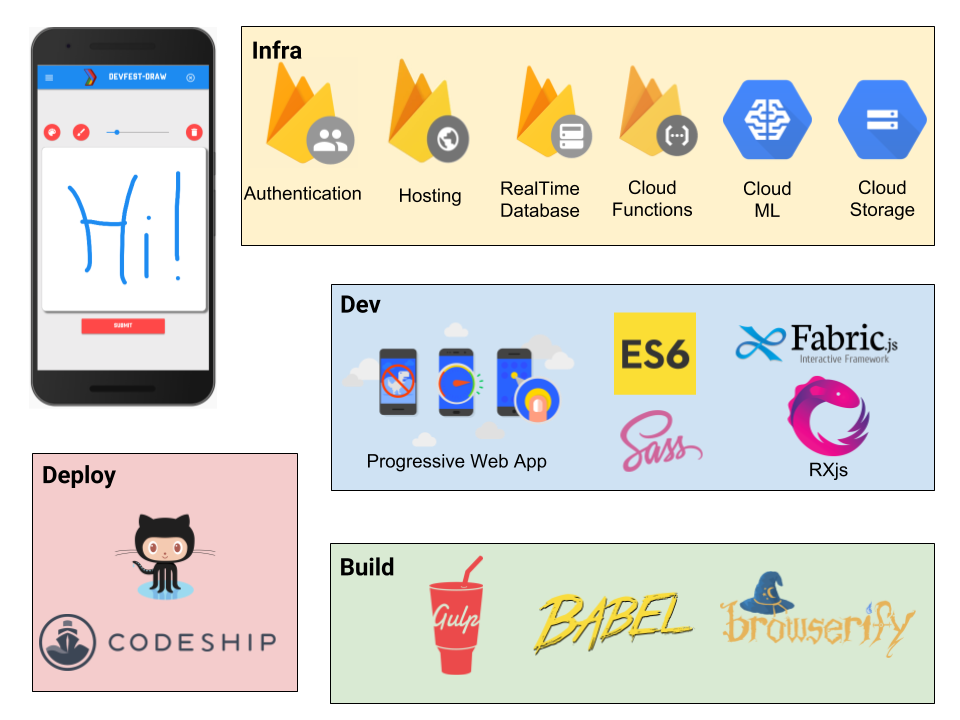 DEVFEST-DRAW
Hi!
SUBMIT
Infra
Authentication
Hosting
RealTime
Database
Cloud
Functions
Cloud
ML
Cloud
Storage
Dev
Progressive Web App
ES6
Sass
Fabric.js
Interactive Framework
RXjs
Deploy
CODESHIP
Build
Gulp
BABEL
browserify